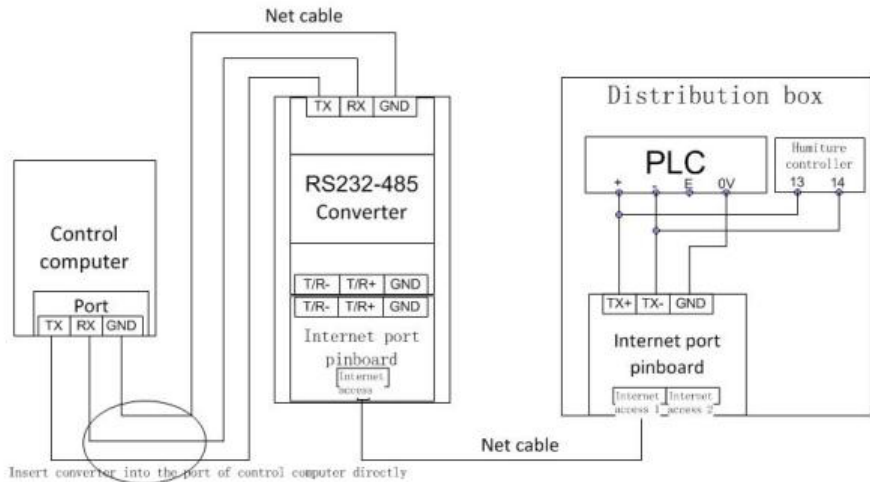 Net cable
TX RX GND
RS232-485
Converter
T/R- T/R+ GND
T/R- T/R+ GND
Internet port
pinboard
Internet
access
Control
computer
Port
TX RX GND
Insert converter into the port of control computer directly
Net cable
Distribution box
PLC
+ - E 0V
Humiture
controller
13 14
TX+ TX- GND
Internet port
pinboard
Internet Internet
access 1 access 2